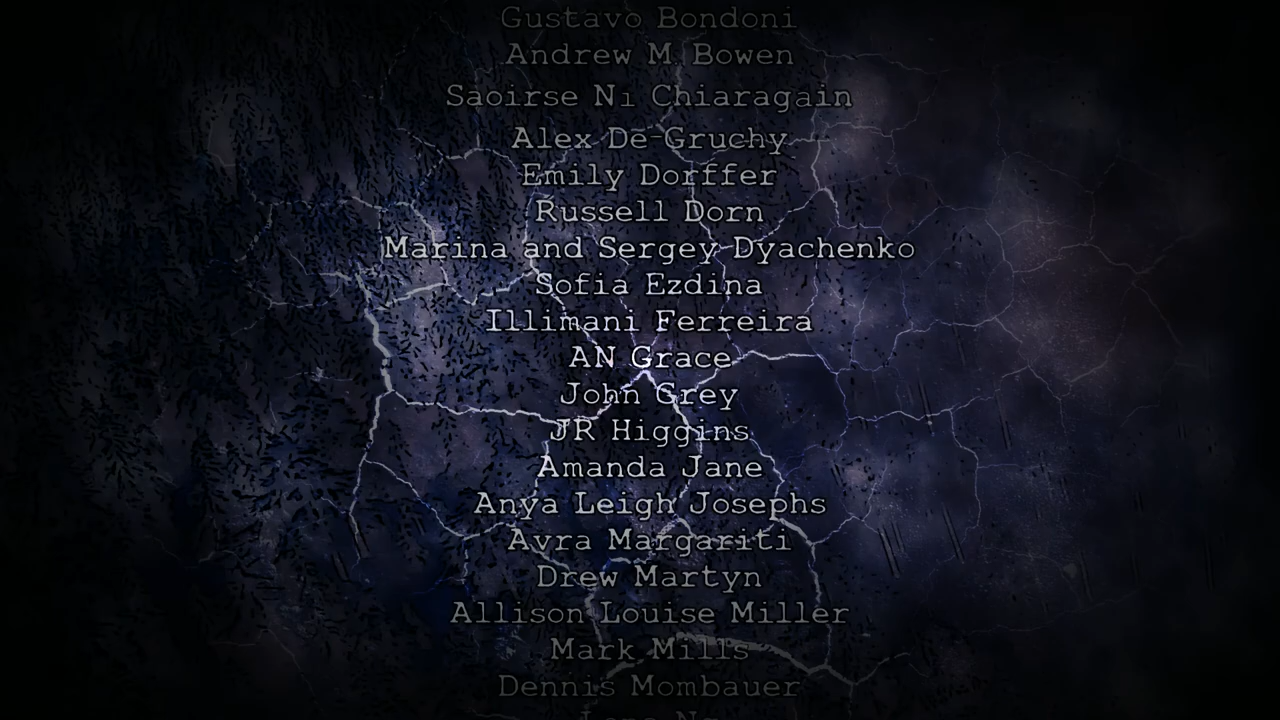 Gustavo Bondoni
Andrew M Bowen
Saoirse Ní Chiaragain
Alex De-Gruchy
Emily Dorffer
Russell Dorn
Marina and Sergey Dyachenko
Sofia Ezdina
Illimani Ferreira
AN Grace
John Grey
JR Higgins
Amanda Jane
Anya Leigh Josephs
Avra Margariti
Drew Martyn
Allison Louise Miller
Mark Mills
Dennis Mombauer